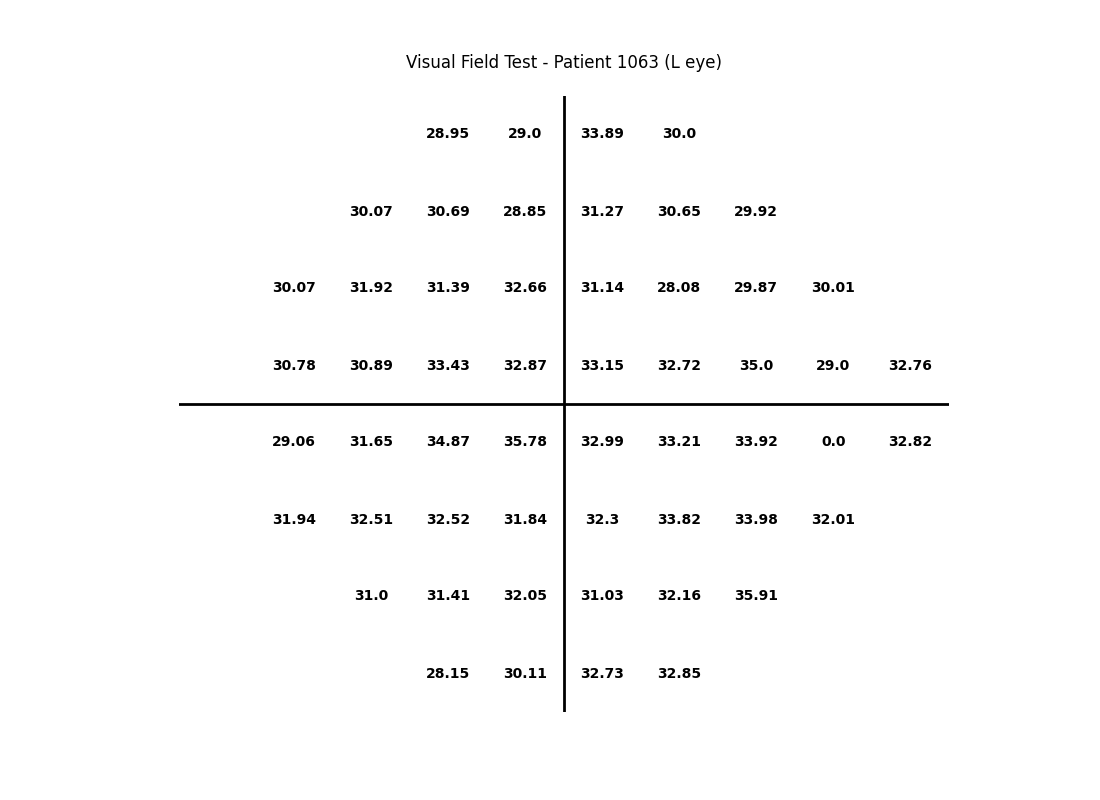 Visual Field Test - Patient 1063 (L eye)
28.95 29.0 33.89 30.0
30.07 30.69 28.85 31.27 30.65 29.92
30.07 31.92 31.39 32.66 31.14 28.08 29.87 30.01
30.78 30.89 33.43 32.87 33.15 32.72 35.0 29.0 32.76
29.06 31.65 34.87 35.78 32.99 33.21 33.92 0.0 32.82
31.94 32.51 32.52 31.84 32.3 33.82 33.98 32.01
31.0 31.41 32.05 31.03 32.16 35.91
28.15 30.11 32.73 32.85